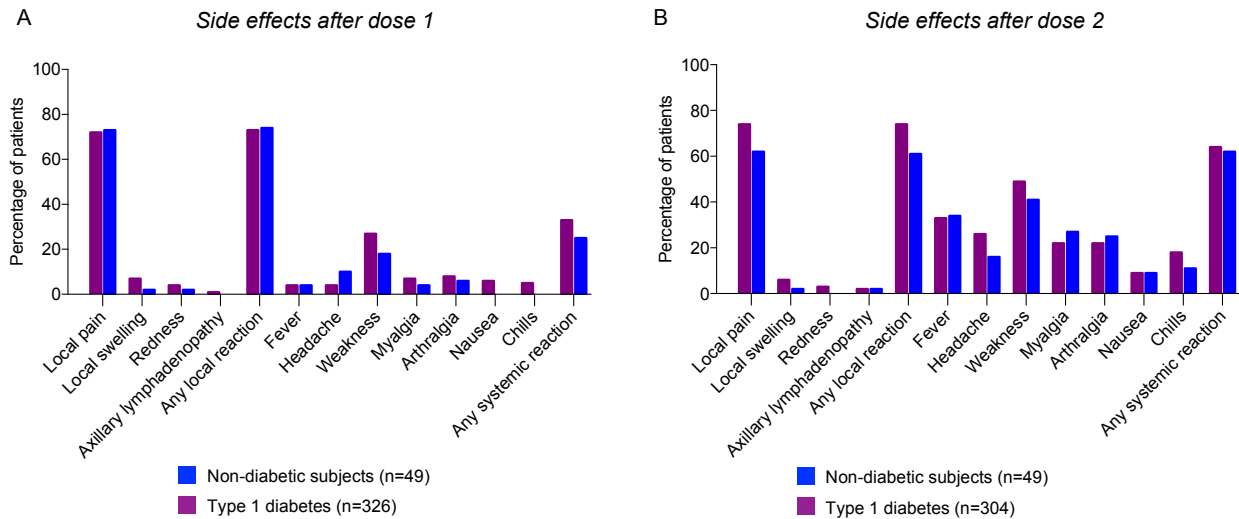 A
Side effects after dose 1
100
80
60
40
20
0
Percentage of patients
Local pain
Local swelling
Redness
Axillary lymphadenopathy
Any local reaction
Fever
Headache
Weakness
Myalgia
Arthralgia
Nausea
Chills
Any systemic reaction
Non-diabetic subjects (n=49)
Type 1 diabetes (n=326)
B
Side effects after dose 2
100
80
60
40
20
0
Percentage of patients
Local pain
Local swelling
Redness
Axillary lymphadenopathy
Any local reaction
Fever
Headache
Weakness
Myalgia
Arthralgia
Nausea
Chills
Any systemic reaction
Non-diabetic subjects (n=49)
Type 1 diabetes (n=304)